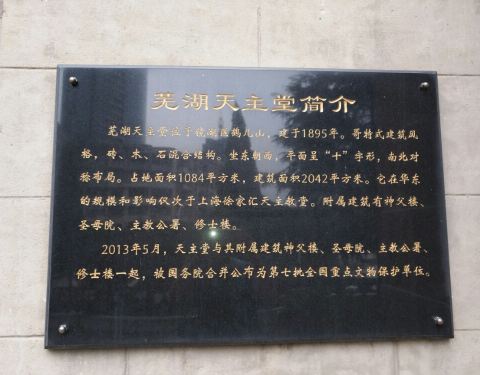 芜湖天主堂简介
芜湖天主堂位于镜湖区鹤儿山，建于1895年。哥特式建筑风
格，砖、木、石混合结构。坐东朝西，平面呈“十”字形，南北对
称布局。占地面积1084平方米，建筑面积2042平方米。它在华东
的规模和影响仅次于上海徐家汇天主教堂。附属建筑有神父楼、
圣母院、主教公署、修士楼。
2013年5月，天主堂与其附属建筑神父楼、圣母院、主教公署、
修士楼一起，被国务院合并公布为第七批全国重点文物保护单位。